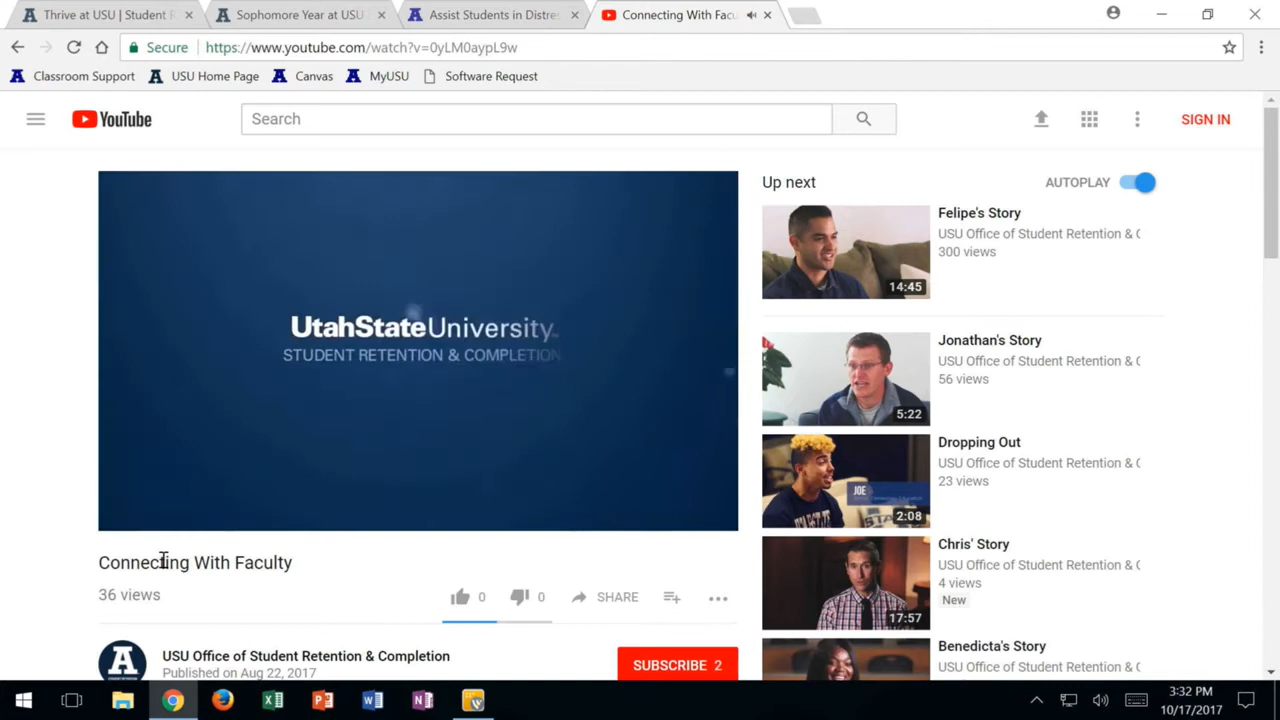 Thrive at USU | Student R
Sophomore Year at USU
Assist Students in Distres
Connecting With Facu
Secure
https://www.youtube.com/watch?v=0yLM0aypL9w
Classroom Support
USU Home Page
Canvas
MyUSU
Software Request
YouTube
Search
SIGN IN
UtahStateUniversity
STUDENT RETENTION & COMPLETION
Connecting With Faculty
36 views
0
0
SHARE
USU Office of Student Retention & Completion
Published on Aug 22, 2017
SUBSCRIBE 2
Up next
AUTOPLAY
14:45
Felipe's Story
USU Office of Student Retention & C
300 views
5:22
Jonathan's Story
56 views
JOE
2:08
Dropping Out
USU Office of Student Retention & C
23 views
17:57
Chris' Story
USU Office of Student Retention & C
4 views
New
Benedicta's Story
USU Office of Student Retention & C
3:32 PM
10/17/2017